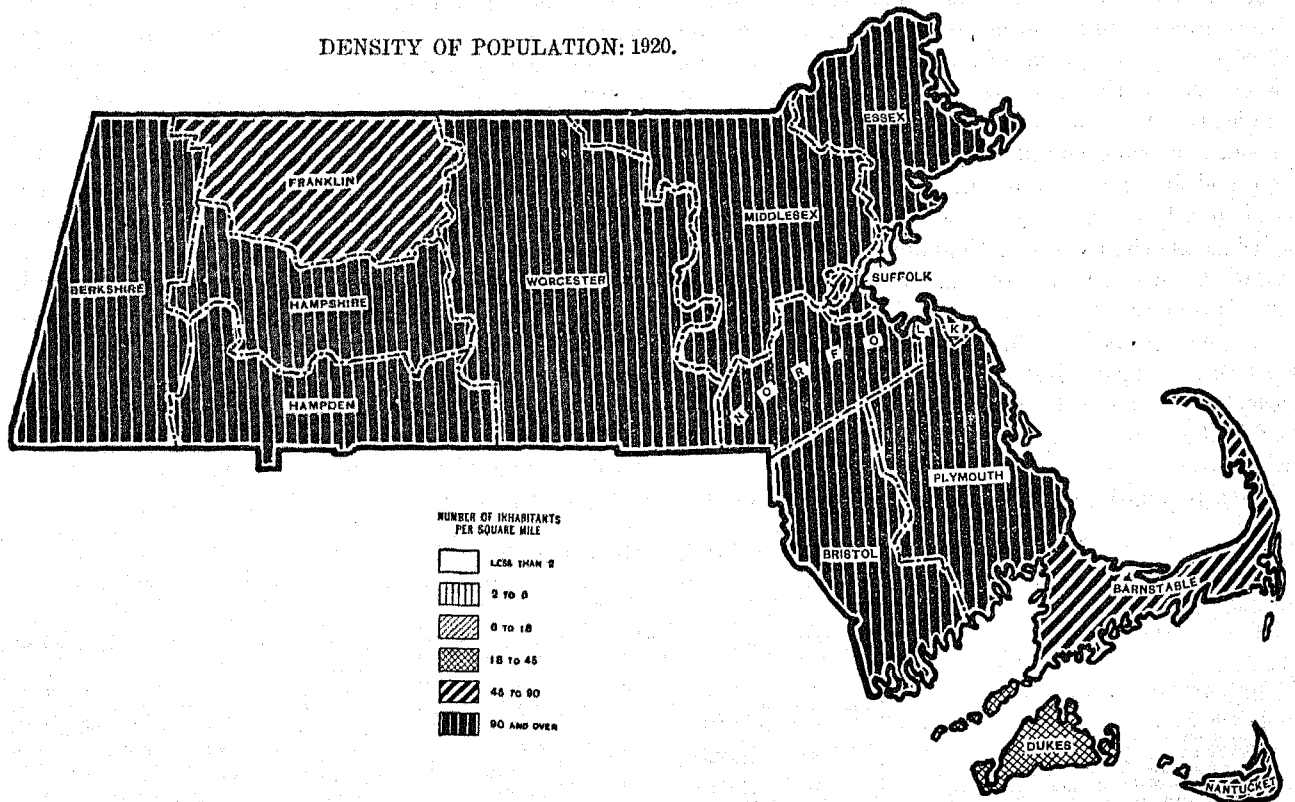 DENSITY OF POPULATION: 1920.
ESSEX
FRANKLIN
MIDDLESEX
BERKSHIRE
HAMPSHIRE
WORCESTER
SUFFOLK
NORFOLK
HAMPDEN
PLYMOUTH
BRISTOL
BARNSTABLE
DUKES
NANTUCKET
NUMBER OF INHABITANTS
PER SQUARE MILE
LESS THAN 2
2 TO 6
6 TO 18
18 TO 45
45 TO 90
90 AND OVER